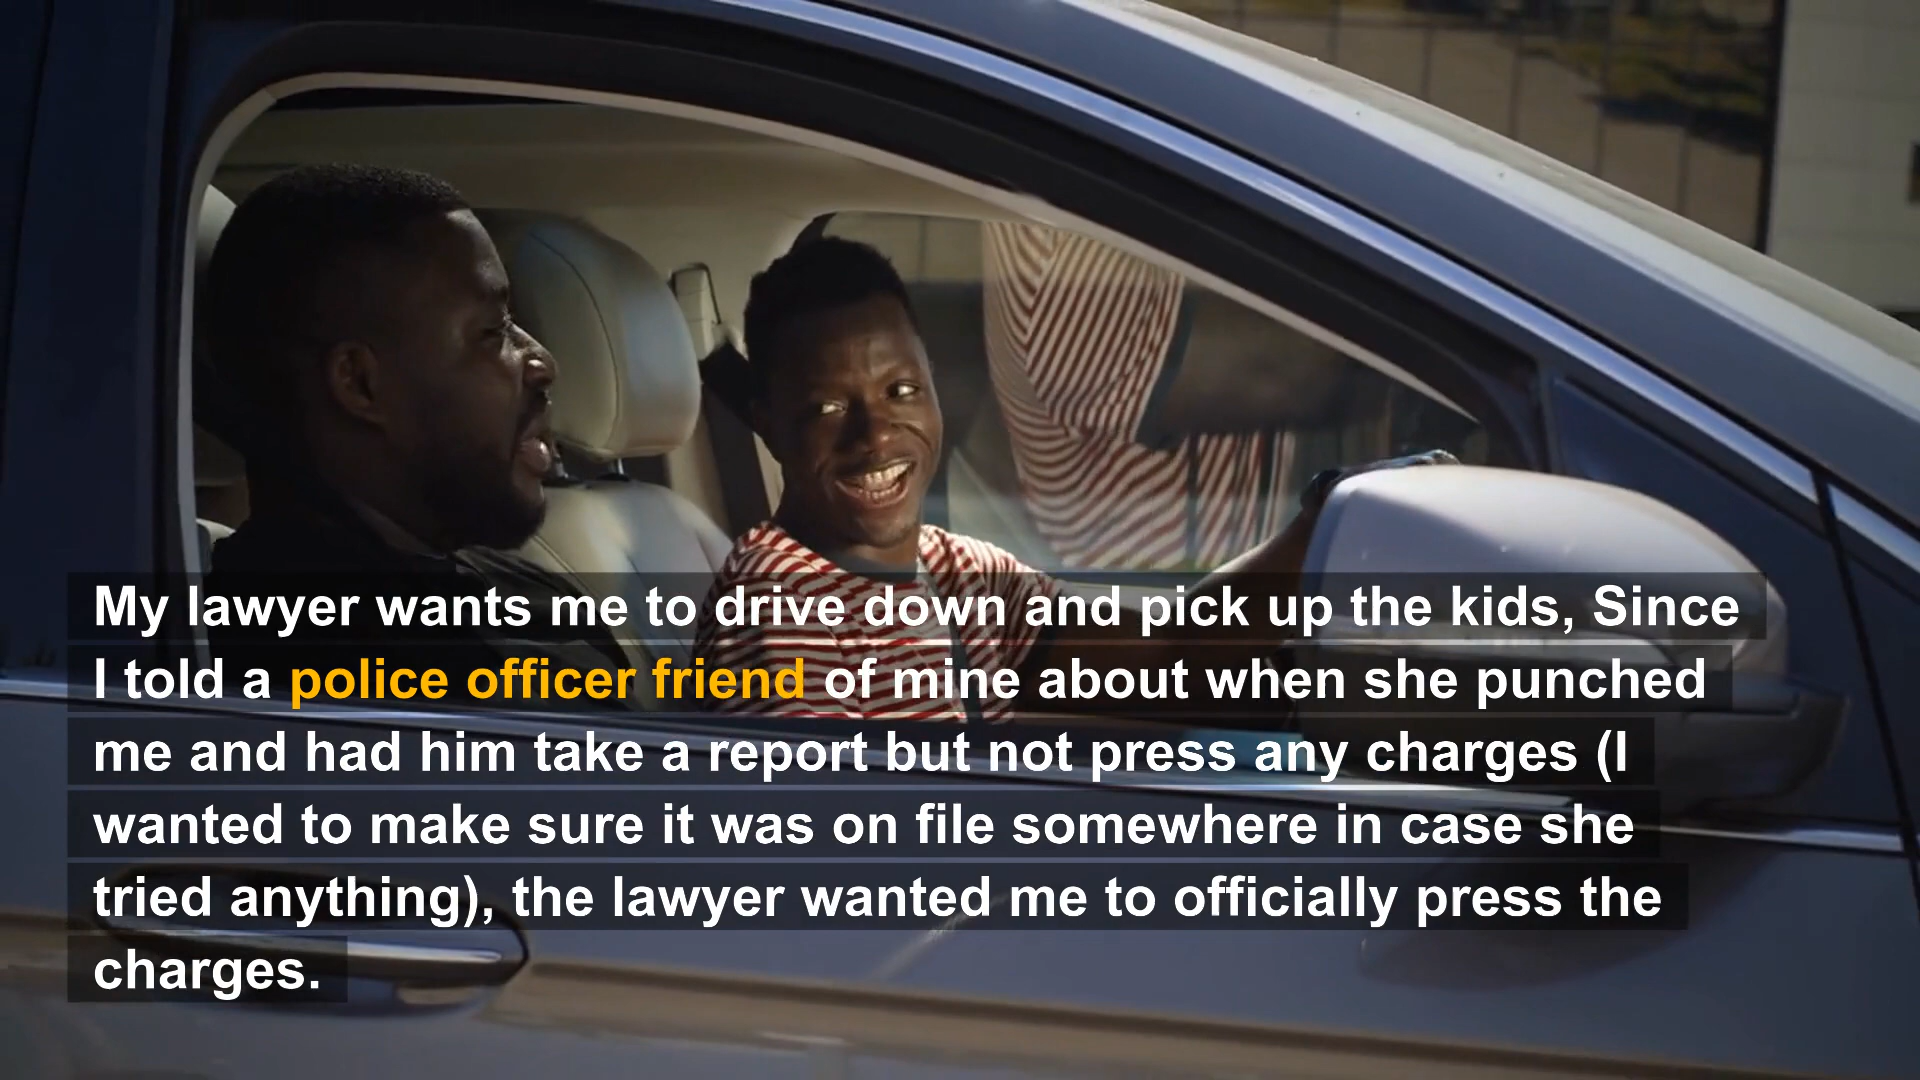 My lawyer wants me to drive down and pick up the kids, Since
I told a police officer friend of mine about when she punched
me and had him take a report but not press any charges (I
wanted to make sure it was on file somewhere in case she
tried anything), the lawyer wanted me to officially press the
charges.